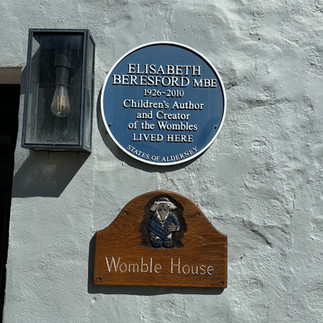 ELISABETH
BERESFORD MBE
1926-2010
Children's Author
and Creator
of the Wombles
LIVED HERE
STATES OF ALDERNEY
Womble House